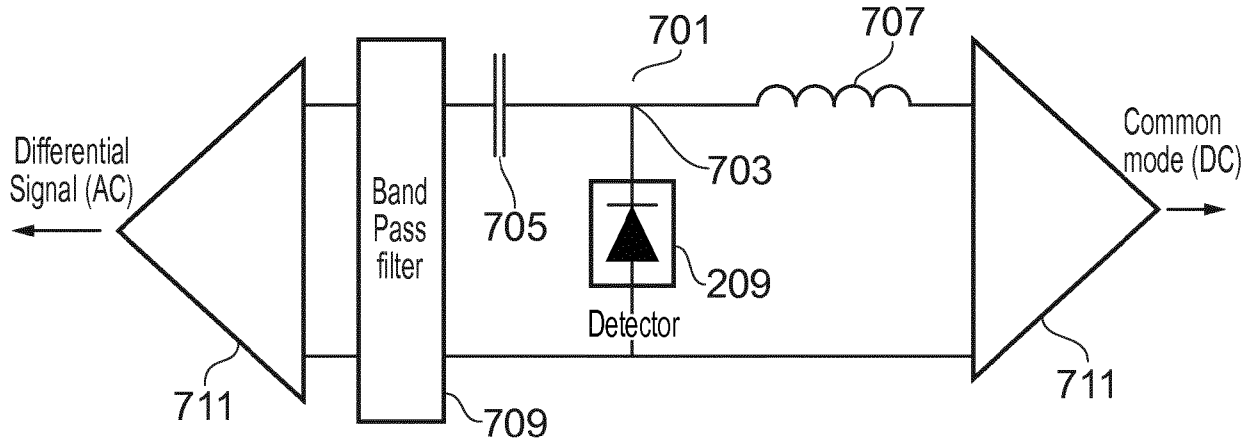 701
707
Differential
Signal (AC)
Band
Pass
filter
705
703
Common
mode (DC)
209
Detector
711
709
711